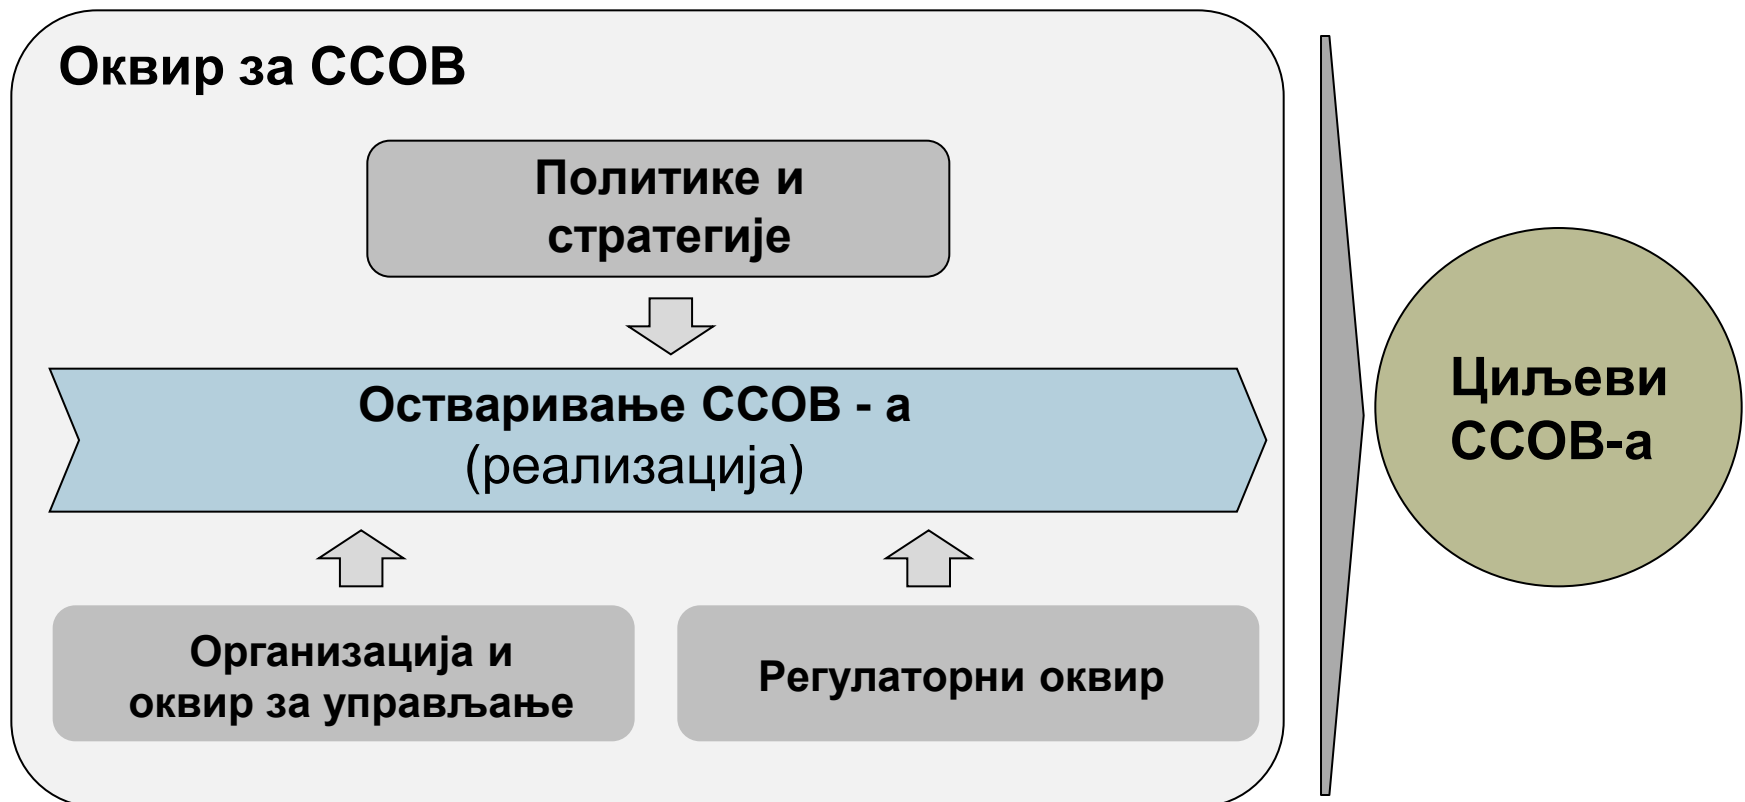 Оквир за ССОВ
Политике и
стратегије
Остваривање ССОВ - а
(реализација)
Организација и
оквир за управљање
Регулаторни оквир
Циљеви
ССОВ-а